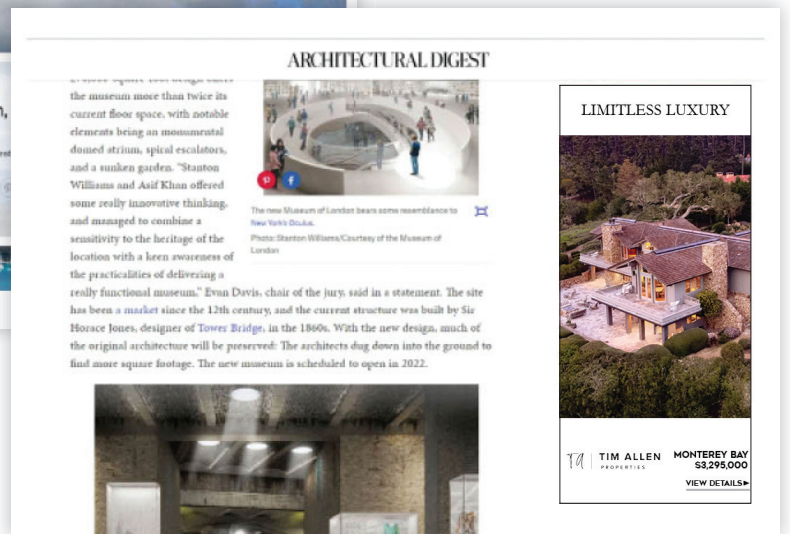 ARCHITECTURAL DIGEST
the museum more than twice its
current floor space, with notable
elements being an monumental
domed atrium, spiral escalators,
and a sunken garden. "Stanton
Williams and Asif Khan offered
some really innovative thinking,
and managed to combine a
sensitivity to the heritage of the
location with a keen awareness of
the practicalities of delivering a
The new Museum of London bears some resemblance to
New York's Oculus.
Photo: Stanton Williams/Courtesy of the Museum of
London
really functional museum," Evan Davis, chair of the jury, said in a statement. The site
has been a market since the 12th century, and the current structure was built by Sir
Horace Jones, designer of Tower Bridge, in the 1860s. With the new design, much of
the original architecture will be preserved: The architects dug down into the ground to
find more square footage. The new museum is scheduled to open in 2022.
LIMITLESS LUXURY
TA | TIM ALLEN
PROPERTIES
MONTEREY BAY
$3,295,000
VIEW DETAILS►